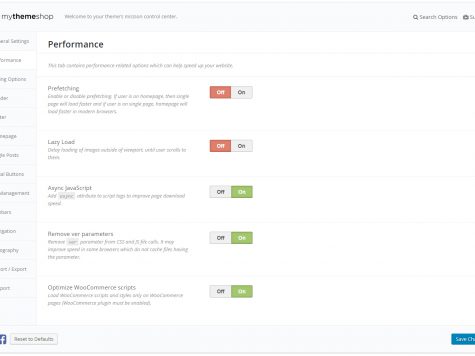 mythemeshop Welcome to your theme's mission control center. Search Options Su
eral Settings
formance
ing Options
der
ter
mepage
gle Posts
al Buttons
Management
bars
igation
ography
ort / Export
port
Performance
This tab contains performance-related options which can help speed up your website.
Prefetching
Enable or disable prefetching. If user is on homepage, then single
page will load faster and if user is on single page, homepage will
load faster in modern browsers.
Off On
Lazy Load
Delay loading of images outside of viewport, until user scrolls to
them.
Off On
Async JavaScript
Add async attribute to script tags to improve page download
speed.
Off On
Remove ver parameters
Remove ver parameter from CSS and JS file calls. It may
improve speed in some browsers which do not cache files having
the parameter.
Off On
Optimize WooCommerce scripts
Load WooCommerce scripts and styles only on WooCommerce
pages (WooCommerce plugin must be enabled).
Off On
Reset to Defaults Save Cha